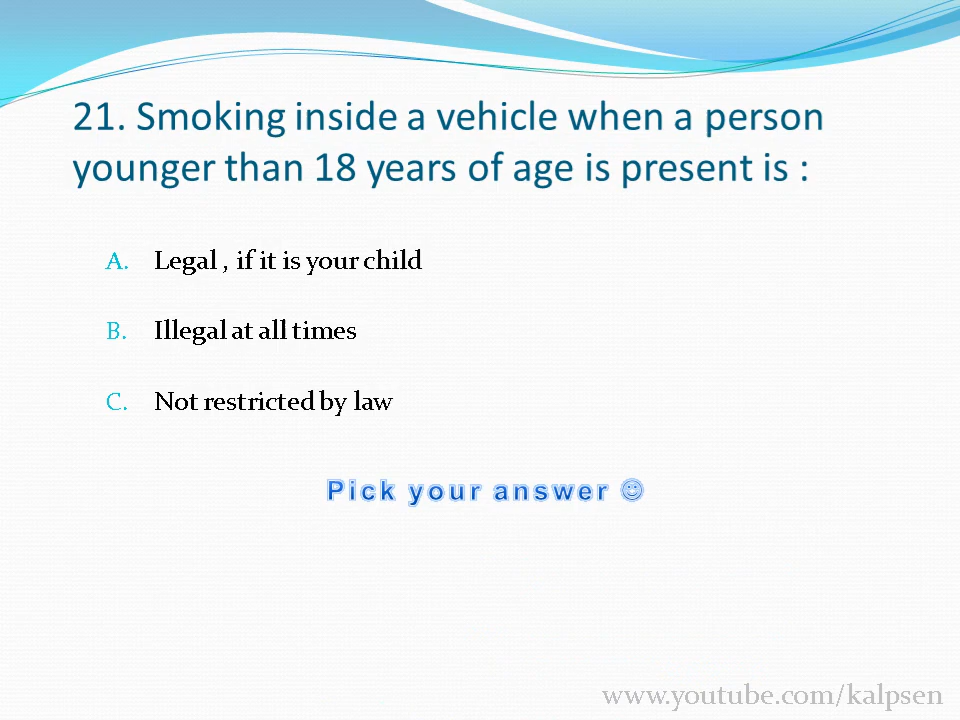 21. Smoking inside a vehicle when a person
younger than 18 years of age is present is :
A. Legal , if it is your child
B. Illegal at all times
C. Not restricted by law
Pick your answer ☺
www.youtube.com/kalpsen